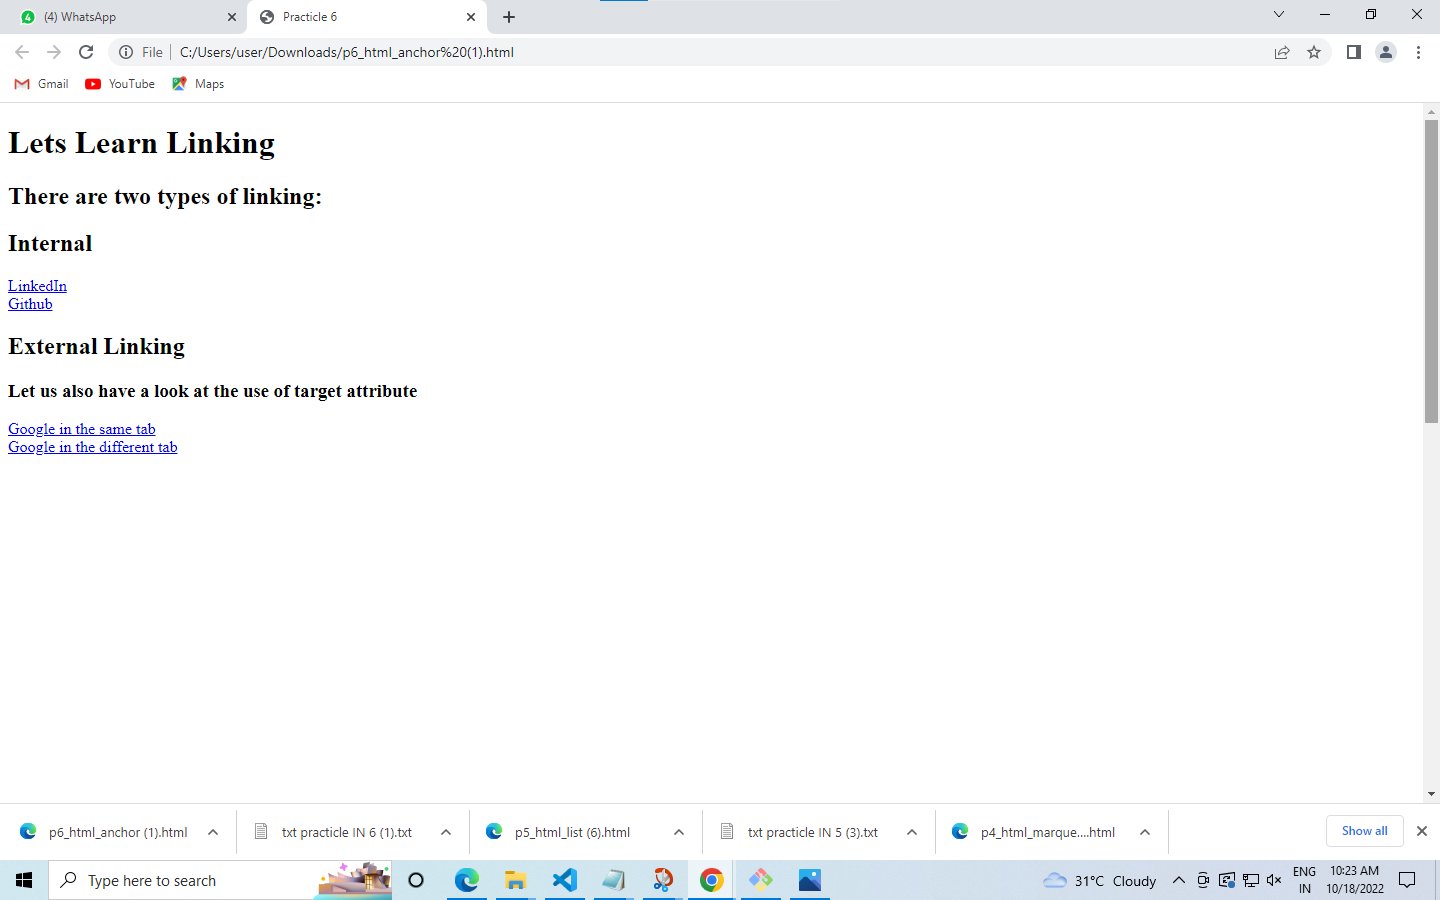 (4) WhatsApp
Practicle 6
File
C:/Users/user/Downloads/p6_html_anchor%20(1).html
Gmail
YouTube
Maps
Lets Learn Linking
There are two types of linking:
Internal
LinkedIn
Github
External Linking
Let us also have a look at the use of target attribute
Google in the same tab
Google in the different tab
p6_html_anchor (1).html
txt practicle IN 6 (1).txt
p5_html_list (6).html
txt practicle IN 5 (3).txt
p4_html_marque....html
Show all
Type here to search
31°C Cloudy
ENG
IN
10:23 AM
10/18/2022